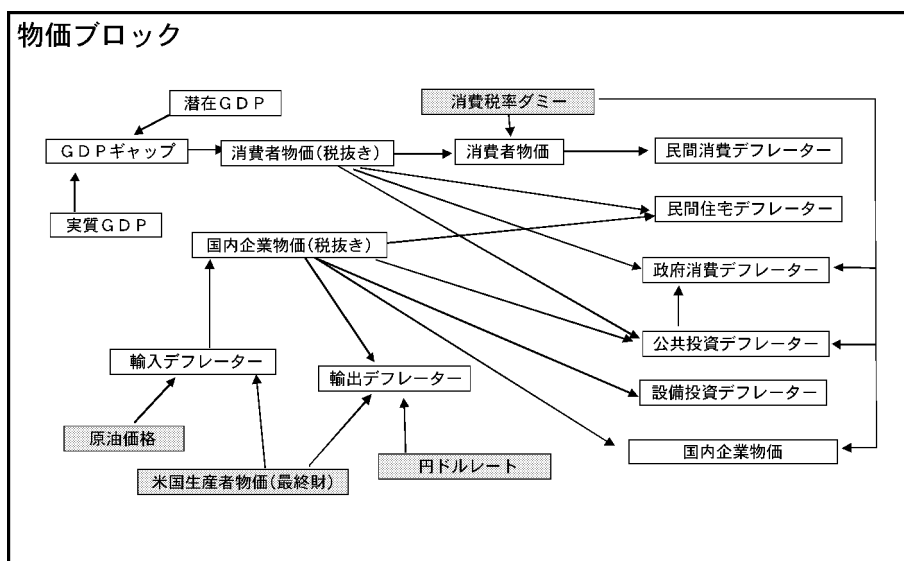 物価ブロック
潜在ＧＤＰ
消費税率ダミー
ＧＤＰギャップ
消費者物価(税抜き)
消費者物価
民間消費デフレーター
民間住宅デフレーター
実質ＧＤＰ
国内企業物価(税抜き)
政府消費デフレーター
公共投資デフレーター
輸入デフレーター
輸出デフレーター
設備投資デフレーター
原油価格
国内企業物価
円ドルレート
米国生産者物価(最終財)